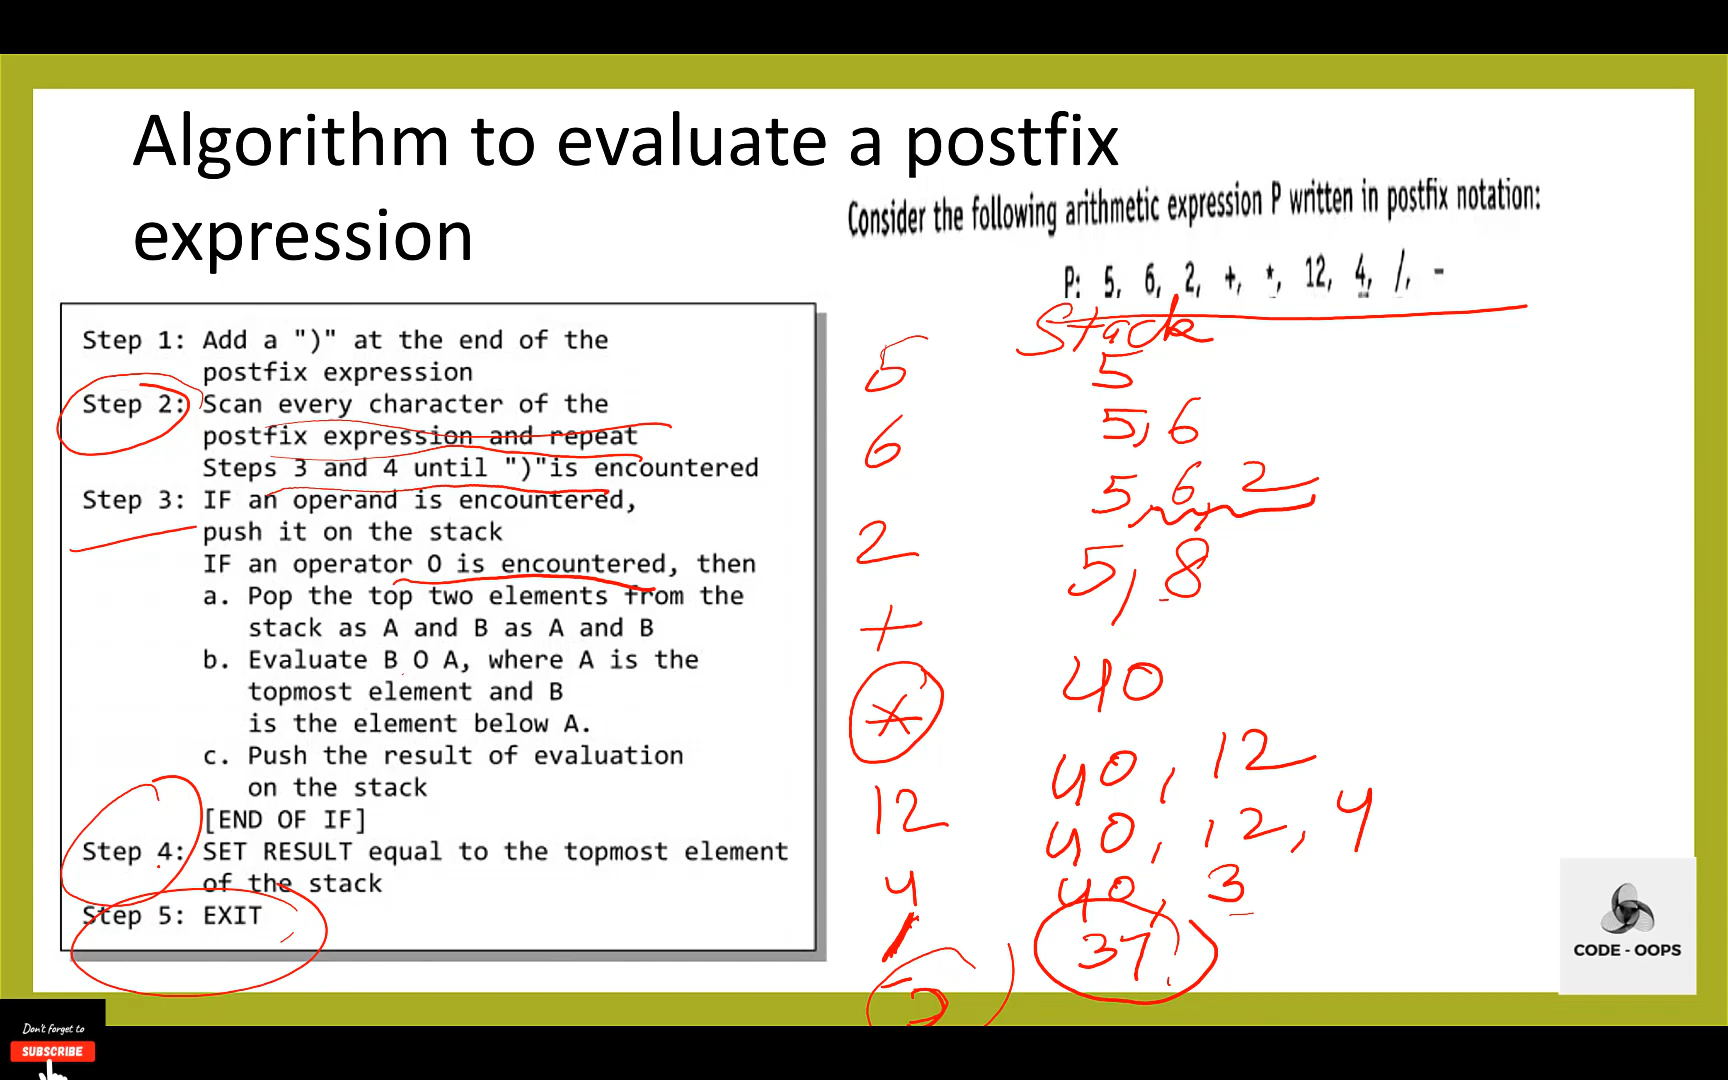 Algorithm to evaluate a postfix
expression
Consider the following arithmetic expression P written in postfix notation:
P: 5, 6, 2, +, *, 12, 4, /, -
Step 1: Add a ")" at the end of the
postfix expression
Step 2: Scan every character of the
postfix expression and repeat
Steps 3 and 4 until ")"is encountered
Step 3: IF an operand is encountered,
push it on the stack
IF an operator O is encountered, then
a. Pop the top two elements from the
stack as A and B as A and B
b. Evaluate B O A, where A is the
topmost element and B
is the element below A.
c. Push the result of evaluation
on the stack
[END OF IF]
Step 4: SET RESULT equal to the topmost element
of the stack
Step 5: EXIT
Stack
5 5
6 5, 6
2 5, 6, 2
+ 5, 8
* 40
12 40, 12
4 40, 12, 4
/ 40, 3
- 37
)
CODE - OOPS
Don't forget to
SUBSCRIBE